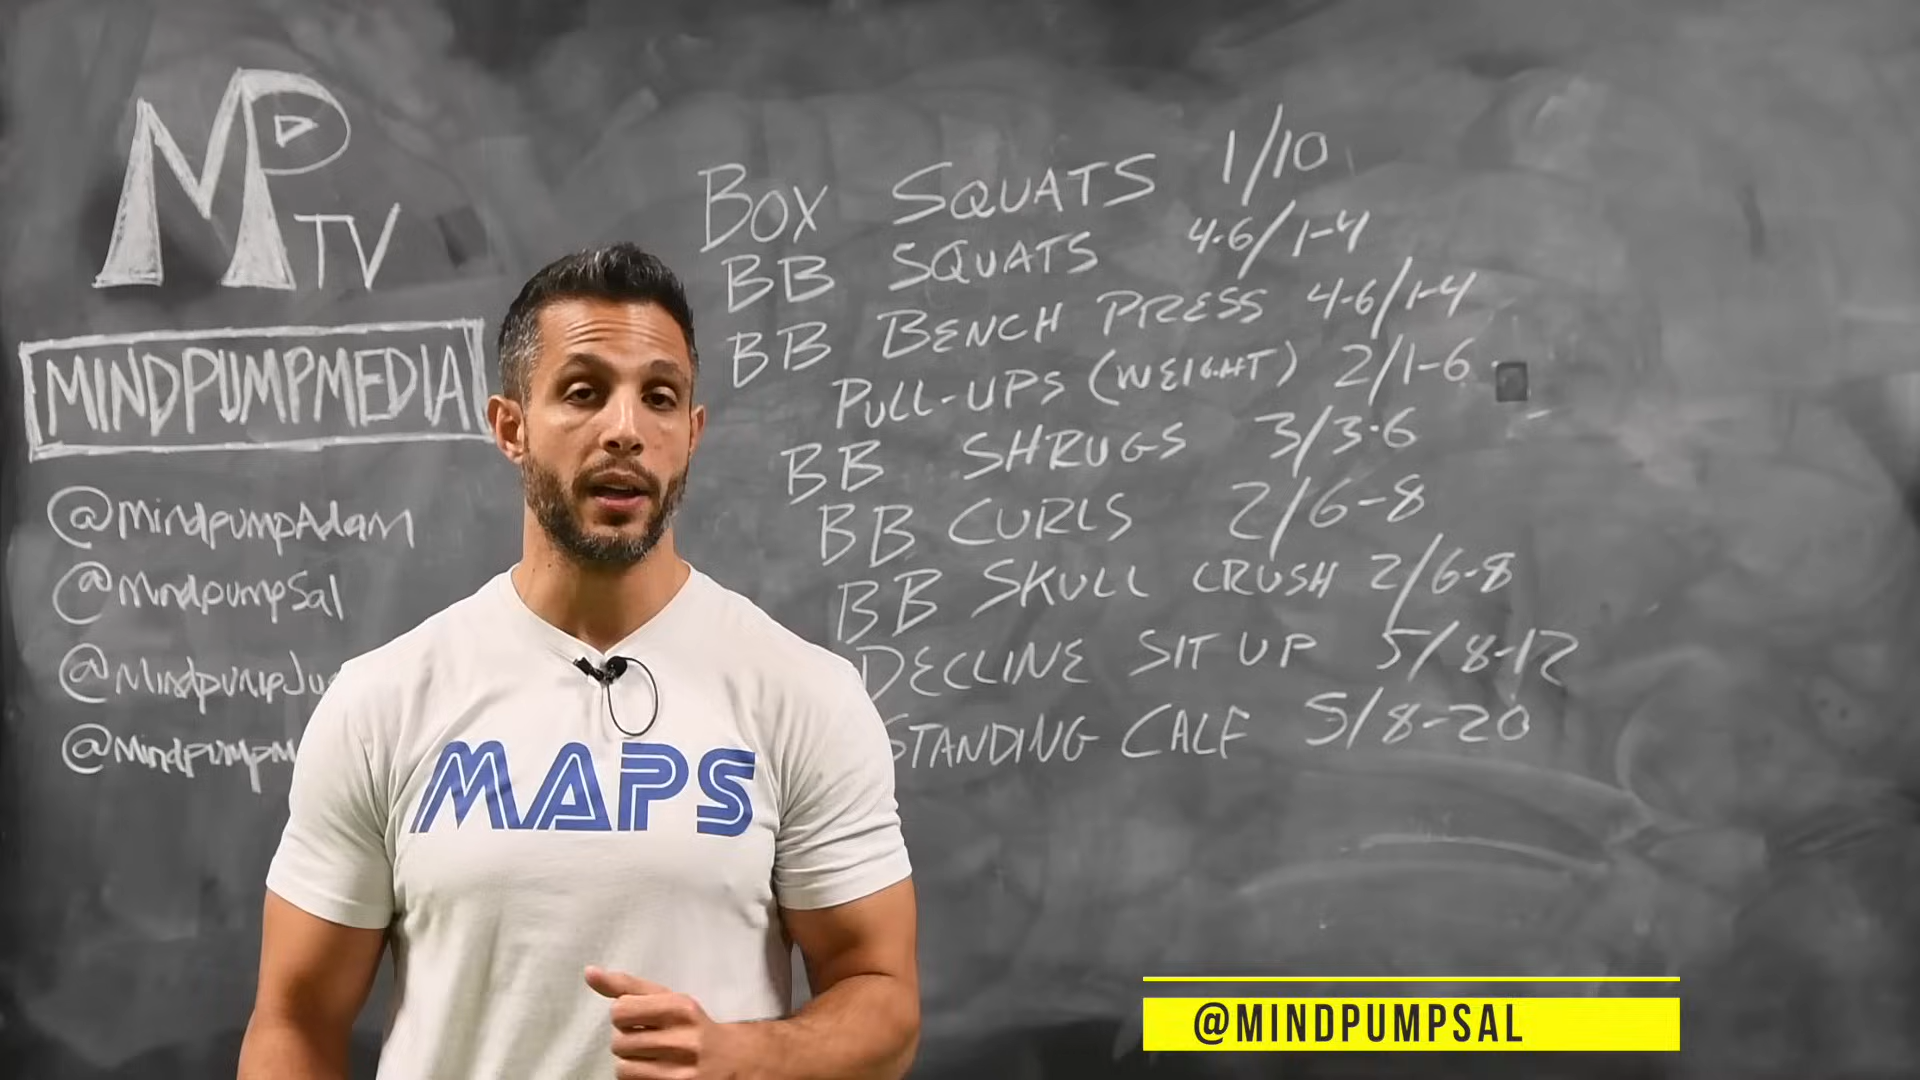 MP TV
MINDPUMPMEDIA
@mindpumpAdam
@mindpumpSal
BOX SQUATS 1/10
BB SQUATS 4-6/1-4
BB BENCH PRESS 4-6/1-4
PULL-UPS (WEIGHT) 2/1-6
BB SHRUGS 3/3-6
BB CURLS 2/6-8
BB SKULL CRUSH 2/6-8
DECLINE SIT UP 5/8-12
STANDING CALF 5/8-20
MAPS
@MINDPUMPSAL